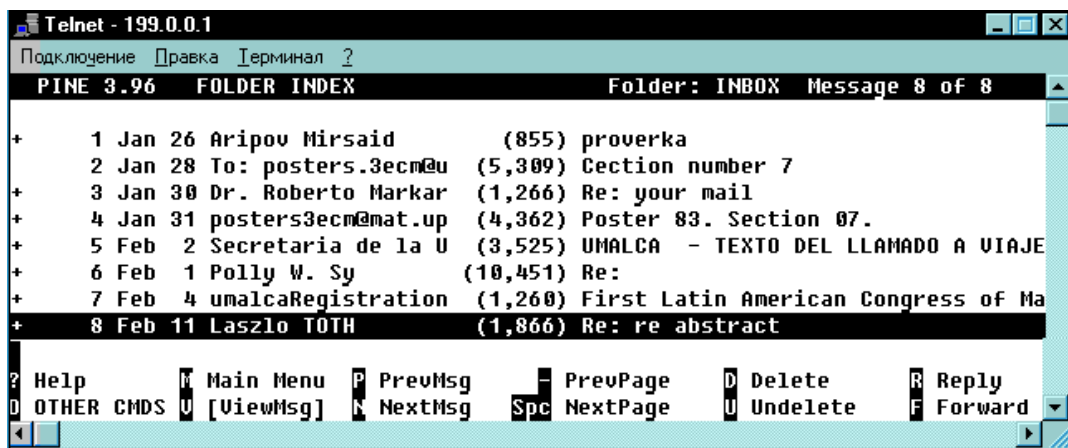 Telnet - 199.0.0.1
Подключение Правка Терминал ?
PINE 3.96 FOLDER INDEX Folder: INBOX Message 8 of 8
+ 1 Jan 26 Aripov Mirsaid (855) proverka
2 Jan 28 To: posters.3ecm@u (5,309) Cection number 7
+ 3 Jan 30 Dr. Roberto Markar (1,266) Re: your mail
+ 4 Jan 31 posters3ecm@mat.up (4,362) Poster 83. Section 07.
+ 5 Feb 2 Secretaria de la U (3,525) UMALCA - TEXTO DEL LLAMADO A VIAJE
+ 6 Feb 1 Polly W. Sy (10,451) Re:
+ 7 Feb 4 umalcaRegistration (1,260) First Latin American Congress of Ma
+ 8 Feb 11 Laszlo TOTH (1,866) Re: re abstract
? Help M Main Menu P PrevMsg - PrevPage D Delete R Reply
O OTHER CMDS V [ViewMsg] N NextMsg Spc NextPage U Undelete F Forward